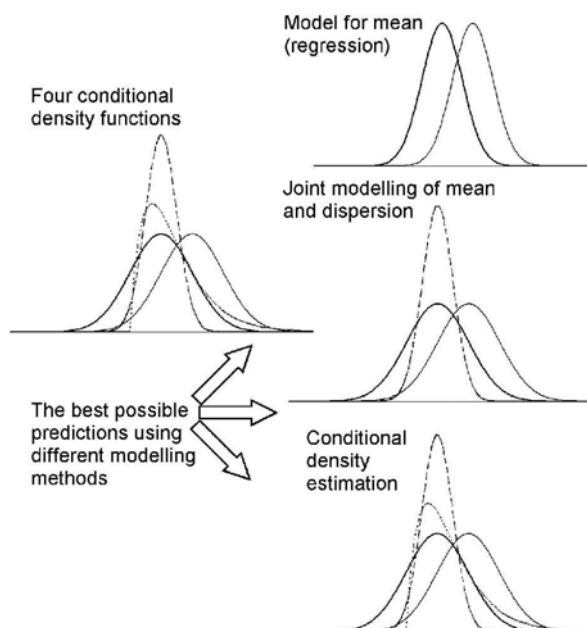 Model for mean
(regression)
Four conditional
density functions
Joint modelling of mean
and dispersion
The best possible
predictions using
different modelling
methods
Conditional
density
estimation